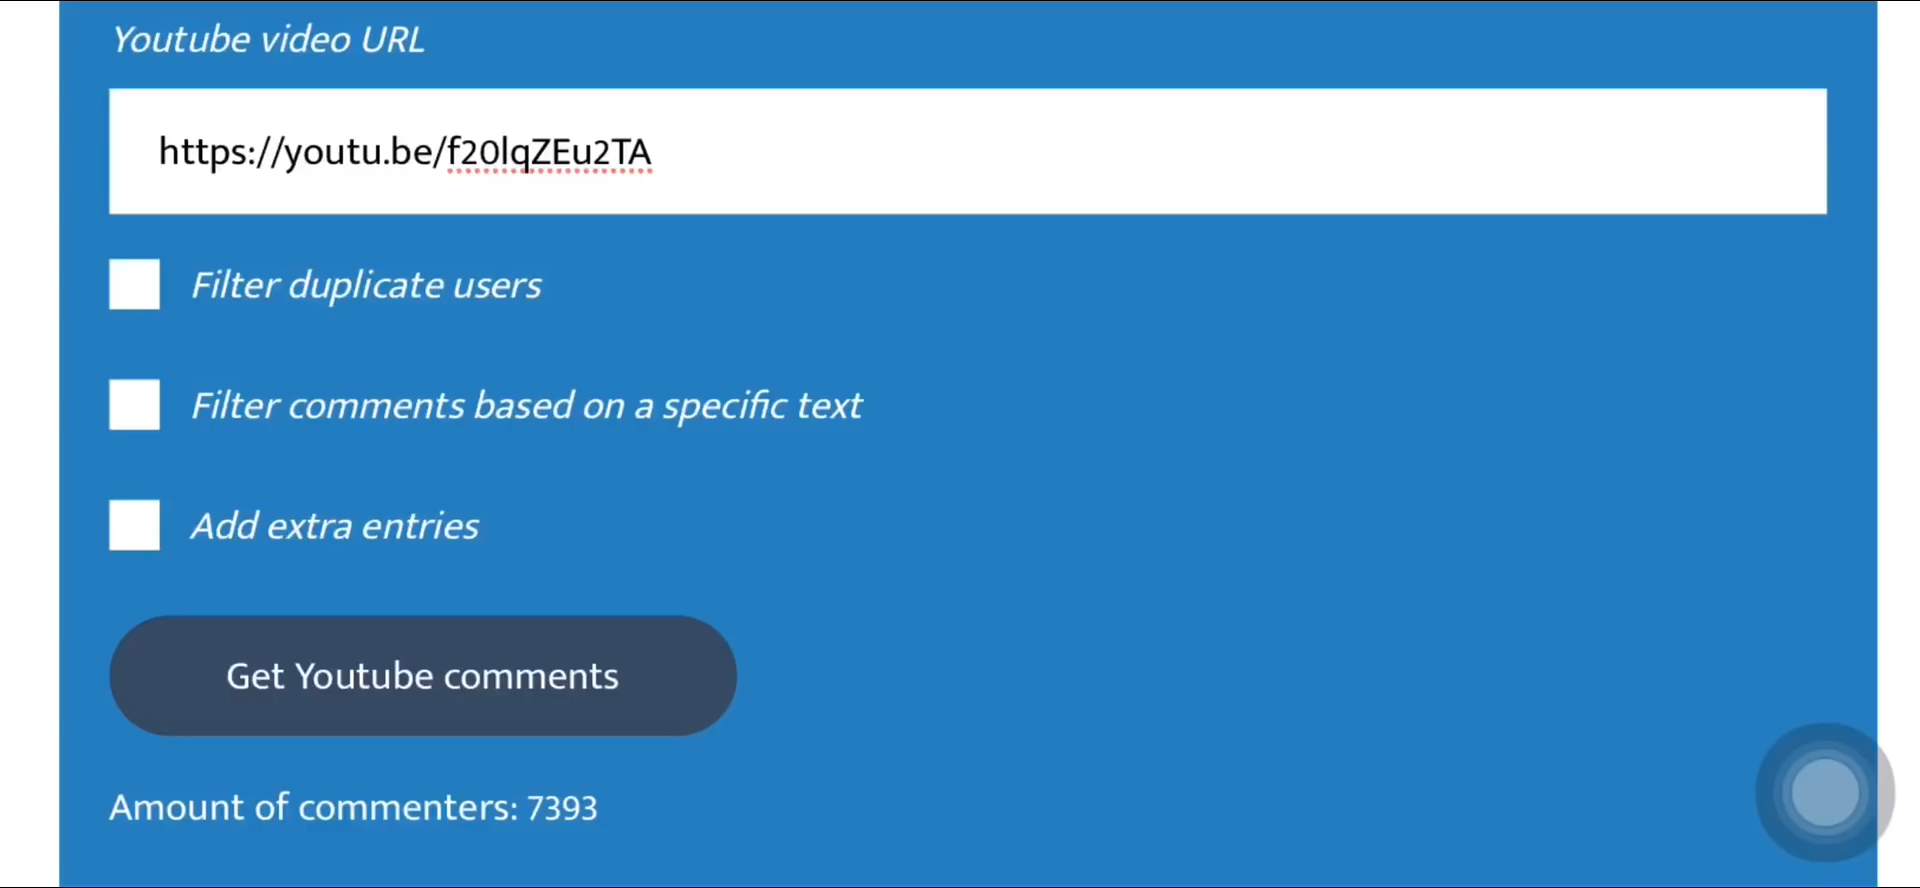 Youtube video URL
https://youtu.be/f20lqZEu2TA
Filter duplicate users
Filter comments based on a specific text
Add extra entries
Get Youtube comments
Amount of commenters: 7393